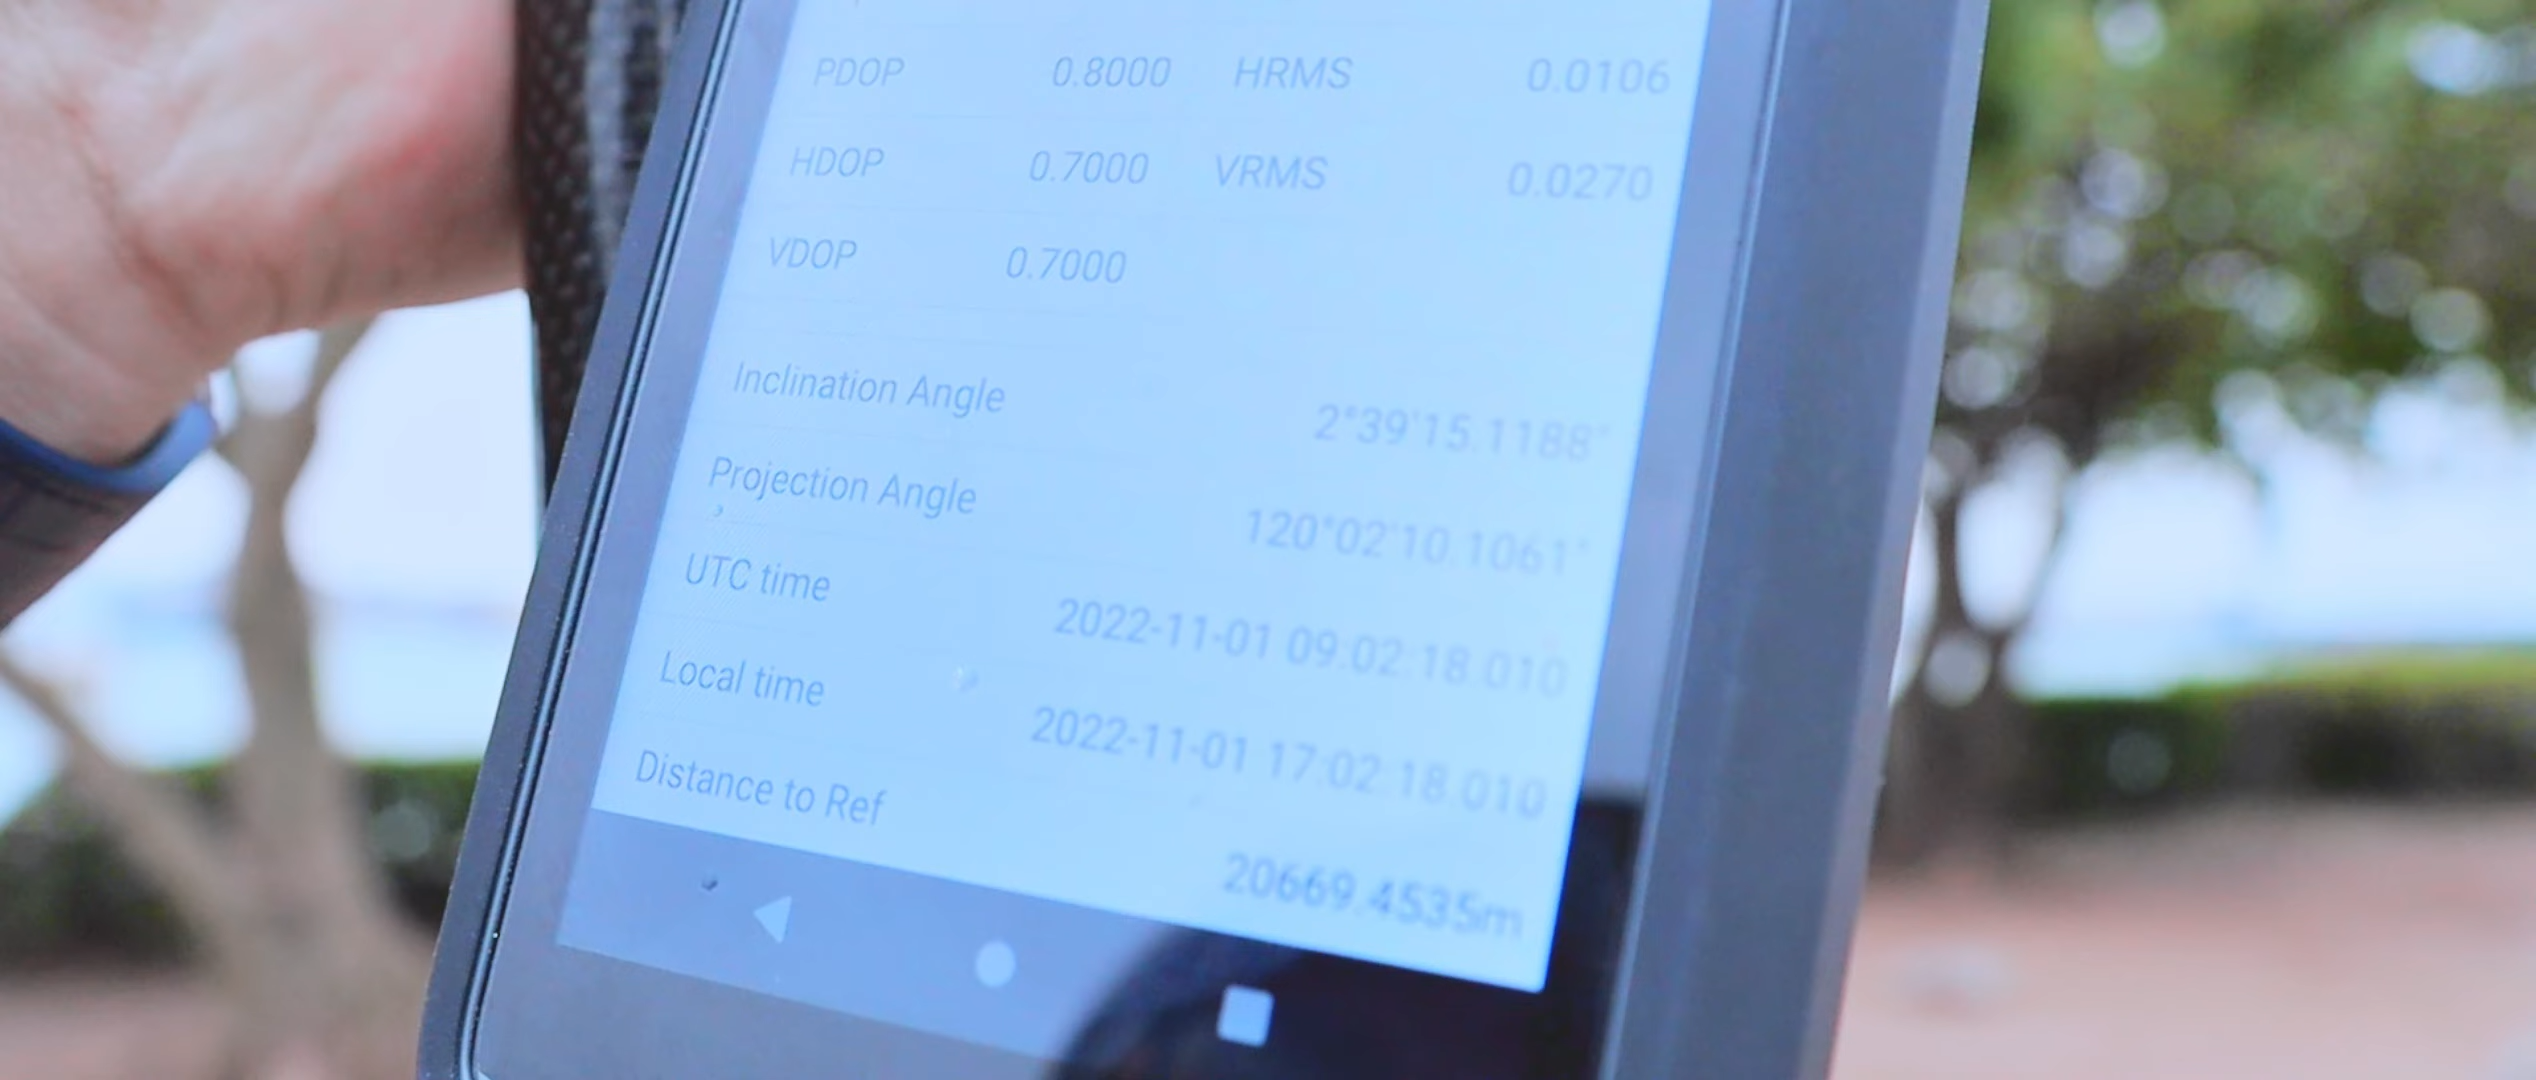 PDOP 0.8000 HRMS 0.0106
HDOP 0.7000 VRMS 0.0270
VDOP 0.7000
Inclination Angle 2°39'15.1188"
Projection Angle 120°02'10.1061"
UTC time 2022-11-01 09:02:18.010
Local time 2022-11-01 17:02:18.010
Distance to Ref 20669.4535m